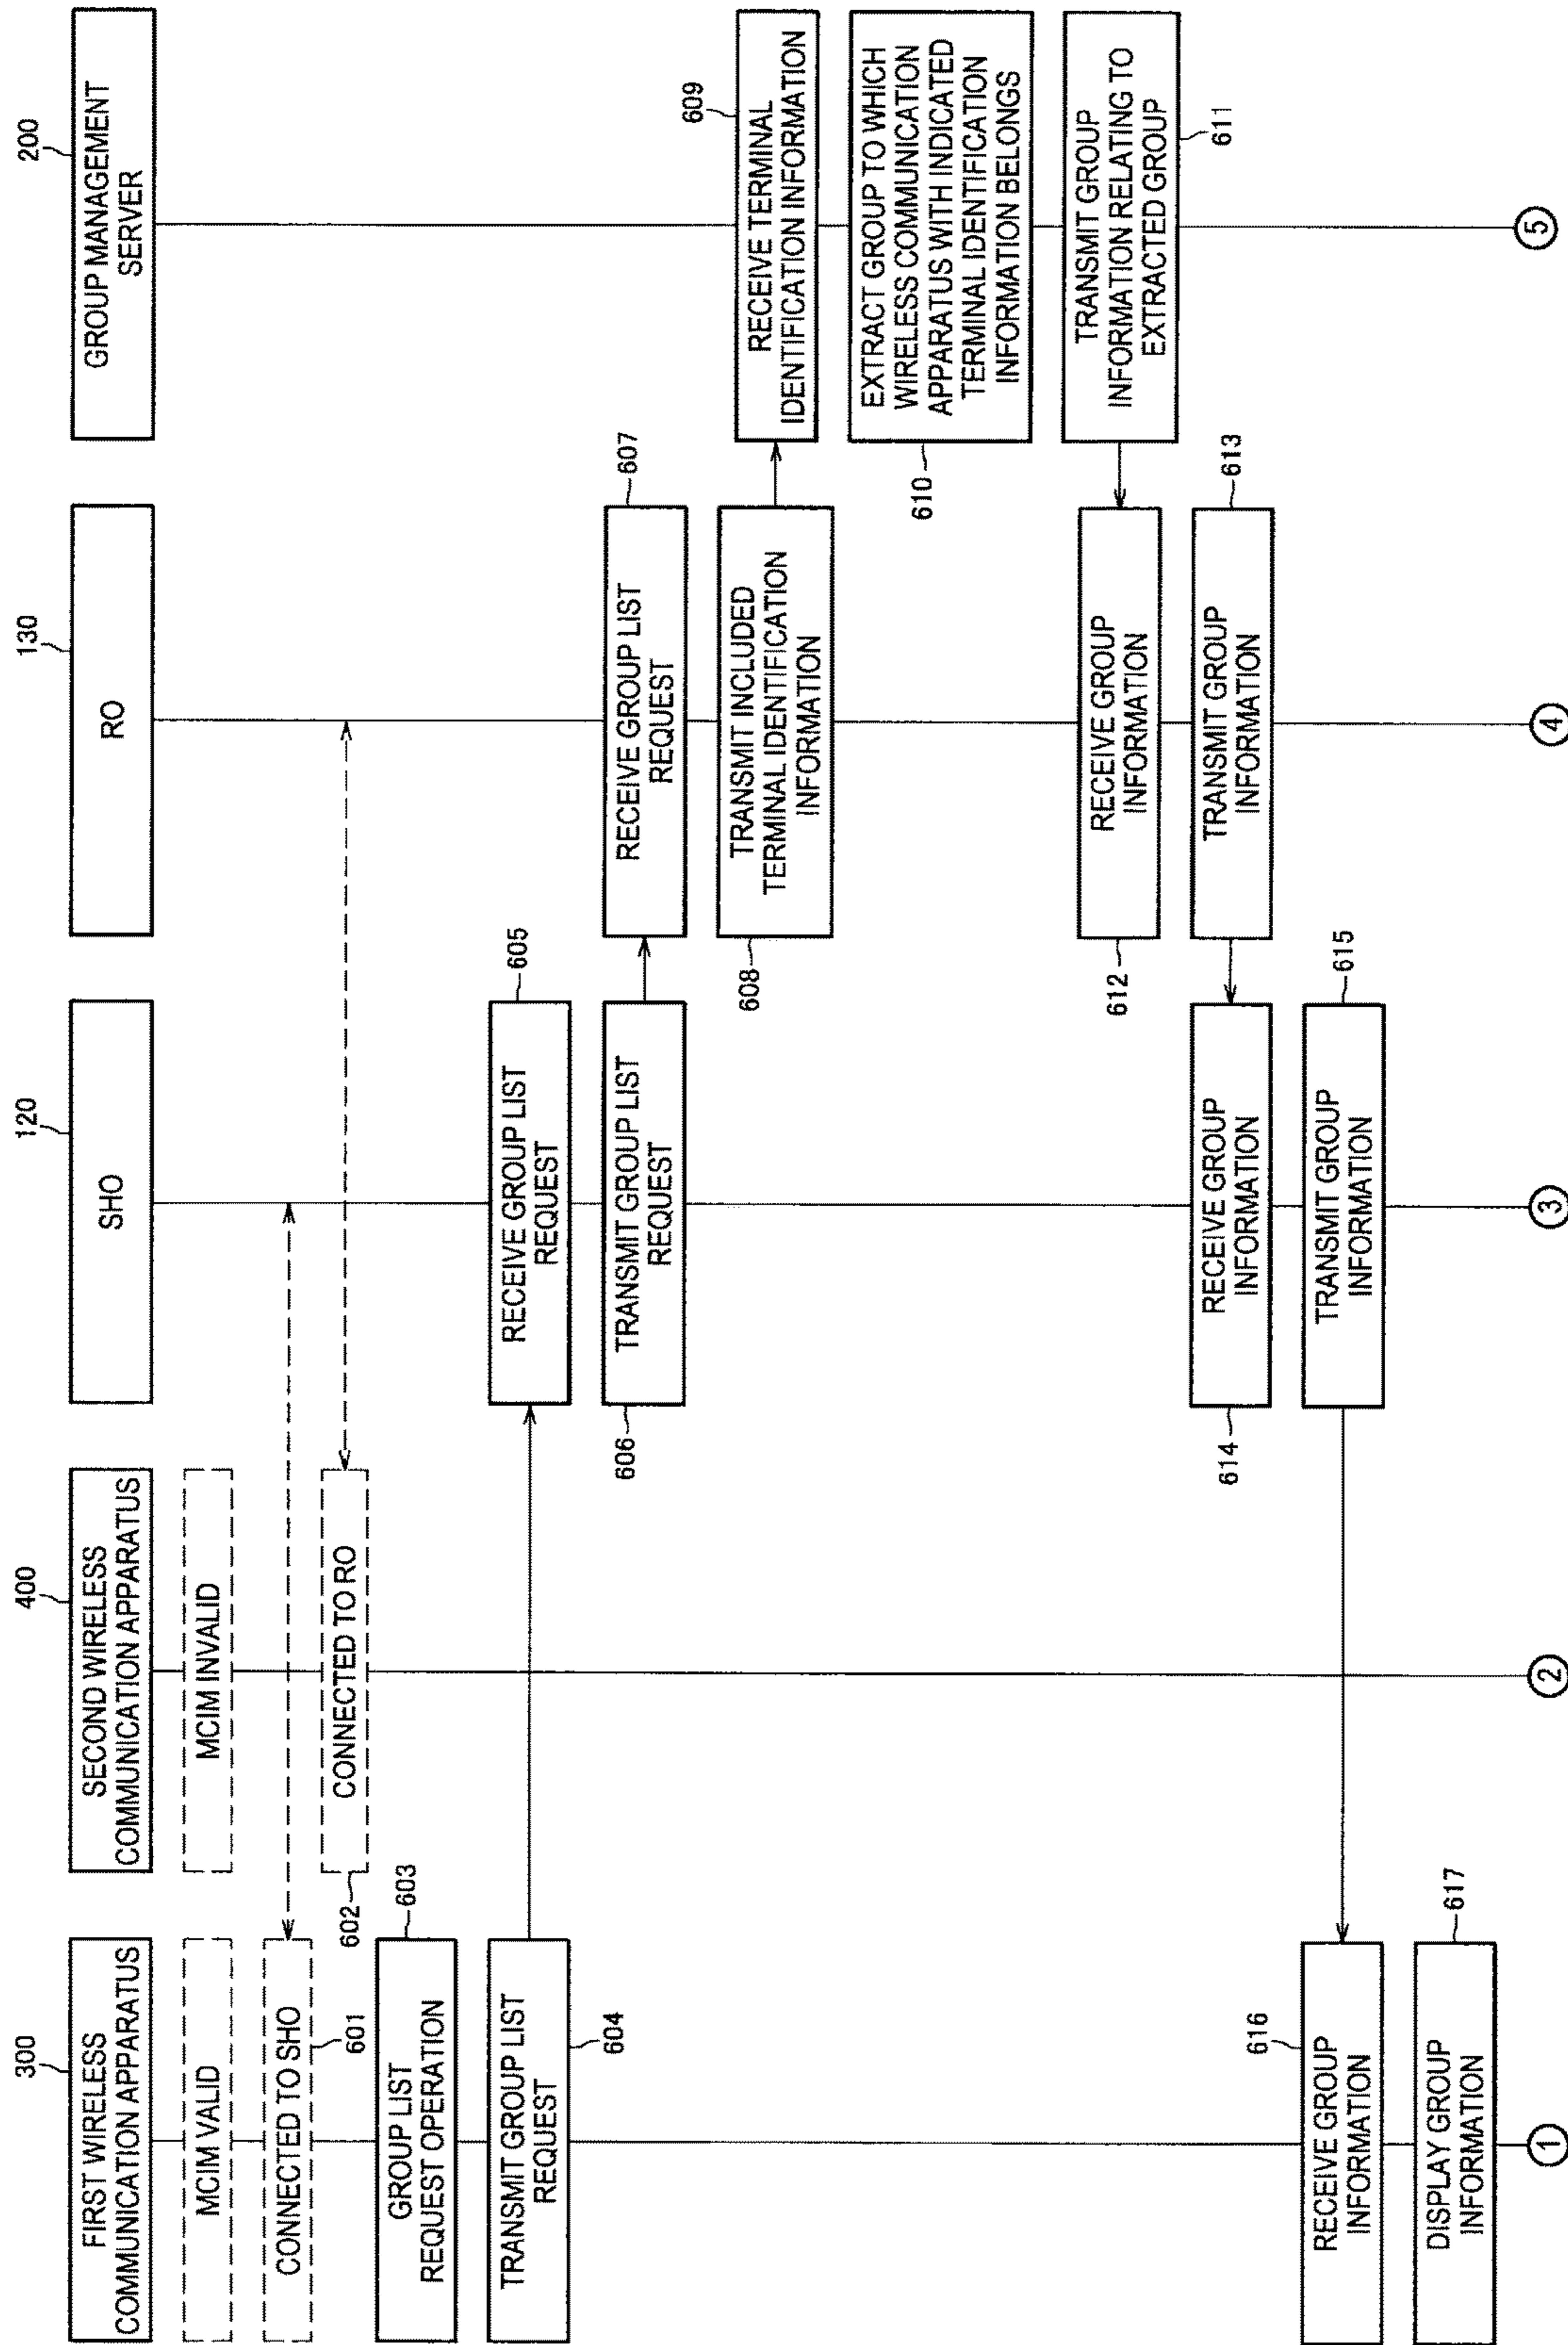 300
FIRST WIRELESS
COMMUNICATION APPARATUS
400
SECOND WIRELESS
COMMUNICATION APPARATUS
120
SHO
130
RO
200
GROUP MANAGEMENT
SERVER
MCIM VALID
MCIM INVALID
CONNECTED TO SHO
601
CONNECTED TO RO
602
GROUP LIST
REQUEST OPERATION
603
TRANSMIT GROUP LIST
REQUEST
604
RECEIVE GROUP LIST
REQUEST
605
TRANSMIT GROUP LIST
REQUEST
606
RECEIVE GROUP LIST
REQUEST
607
TRANSMIT INCLUDED
TERMINAL IDENTIFICATION
INFORMATION
608
RECEIVE TERMINAL
IDENTIFICATION INFORMATION
609
EXTRACT GROUP TO WHICH
WIRELESS COMMUNICATION
APPARATUS WITH INDICATED
TERMINAL IDENTIFICATION
INFORMATION BELONGS
610
TRANSMIT GROUP
INFORMATION RELATING TO
EXTRACTED GROUP
611
RECEIVE GROUP
INFORMATION
612
TRANSMIT GROUP
INFORMATION
613
RECEIVE GROUP
INFORMATION
614
TRANSMIT GROUP
INFORMATION
615
RECEIVE GROUP
INFORMATION
616
DISPLAY GROUP
INFORMATION
617
1
2
3
4
5